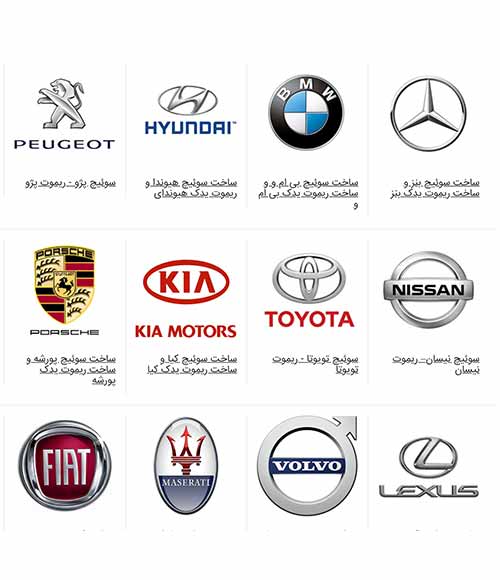 PEUGEOT
HYUNDAI
BMW
سوئیچ پژو - ریموت پژو
ساخت سوئیچ هیوندا و
ریموت یدک هیوندای
ساخت سوئیچ بی ام و و
ساخت ریموت یدک بی ام
و
ساخت سوئیچ بنز و
ساخت ریموت یدک بنز
PORSCHE
PORSCHE
KIA
KIA MOTORS
TOYOTA
NISSAN
ساخت سوئیچ پورشه و
ساخت ریموت یدک
پورشه
ساخت سوئیچ کیا و
ساخت ریموت یدک کیا
سوئیچ تویوتا - ریموت
تویوتا
سوئیچ نیسان– ریموت
نیسان
FIAT
MASERATI
VOLVO
LEXUS